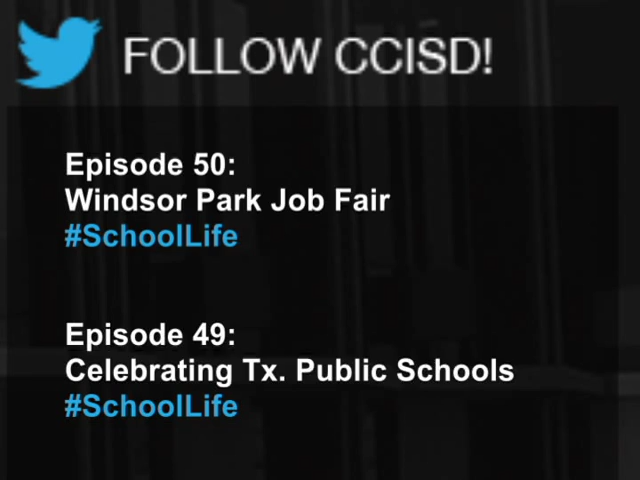 FOLLOW CCISD!
Episode 50:
Windsor Park Job Fair
#SchoolLife
Episode 49:
Celebrating Tx. Public Schools
#SchoolLife